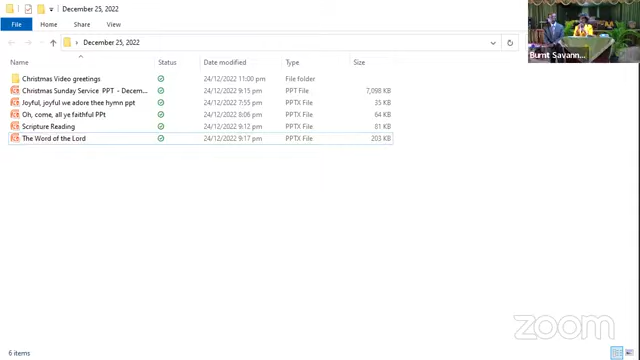 December 25, 2022
File Home Share View
December 25, 2022
Name Status Date modified Type Size
Christmas Video greetings 24/12/2022 11:00 pm File folder
Christmas Sunday Service PPT - Decem... 24/12/2022 9:15 pm PPT File 7,098 KB
Joyful, joyful we adore thee hymn ppt 24/12/2022 7:55 pm PPTX File 35 KB
Oh, come, all ye faithful PPt 24/12/2022 8:06 pm PPTX File 64 KB
Scripture Reading 24/12/2022 9:12 pm PPTX File 81 KB
The Word of the Lord 24/12/2022 9:17 pm PPTX File 203 KB
6 items
Burnt Savann...
zoom